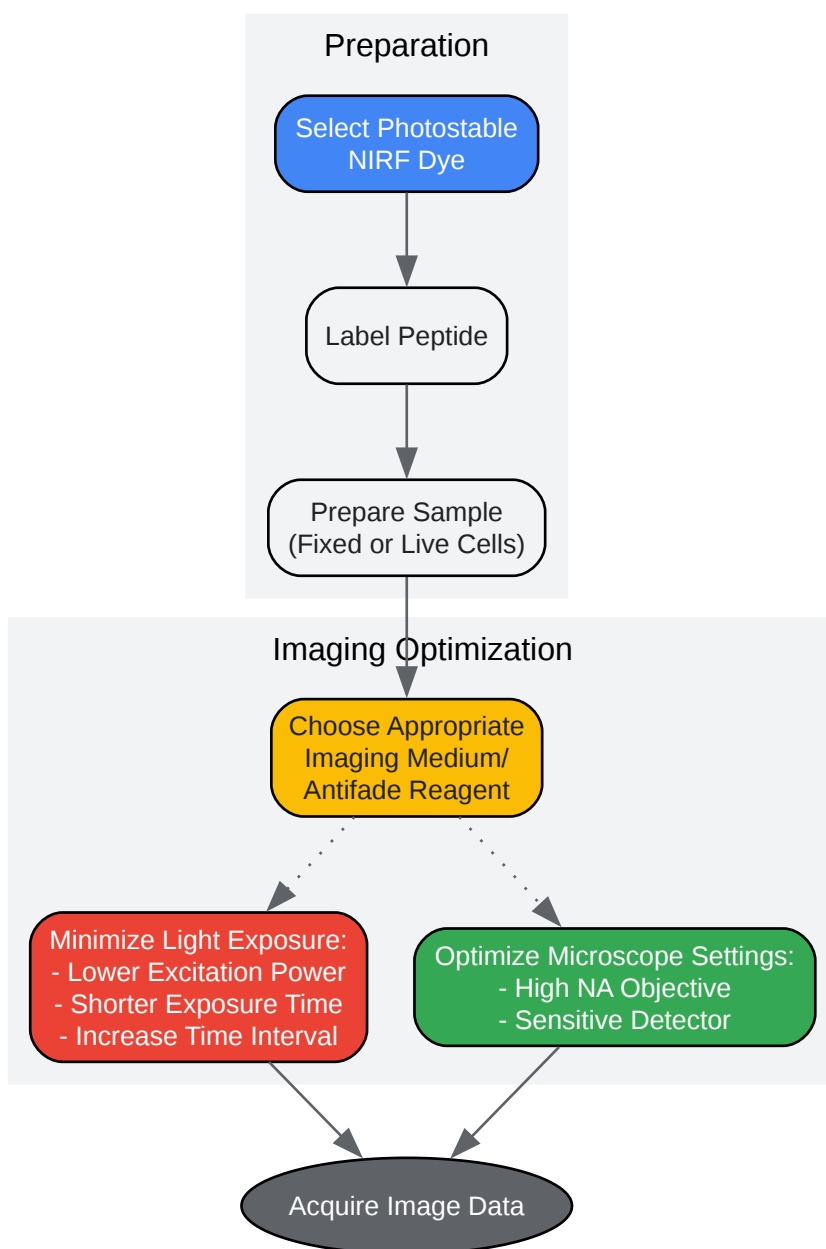 Preparation
Select Photostable
NIRF Dye
Label Peptide
Prepare Sample
(Fixed or Live Cells)
Imaging Optimization
Choose Appropriate
Imaging Medium/
Antifade Reagent
Minimize Light Exposure:
- Lower Excitation Power
- Shorter Exposure Time
- Increase Time Interval
Optimize Microscope Settings:
- High NA Objective
- Sensitive Detector
Acquire Image Data